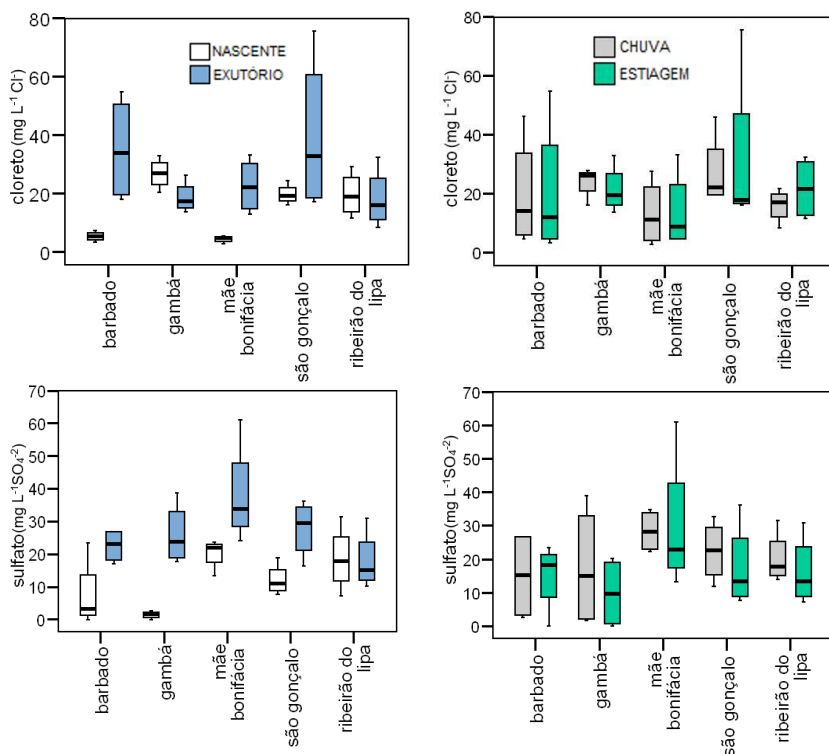 80
60
40
20
0
cloreto (mg L⁻¹ Cl⁻)
NASCENTE
EXUTÓRIO
barbado
gambá
mãe
bonifácia
são gonçalo
ribeirão do
lipa
80
60
40
20
0
cloreto (mg L⁻¹ Cl⁻)
CHUVA
ESTIAGEM
barbado
gambá
mãe
bonifácia
são gonçalo
ribeirão do
lipa
70
60
50
40
30
20
10
0
sulfato(mg L⁻¹SO₄⁻²)
barbado
gambá
mãe
bonifácia
são gonçalo
ribeirão do
lipa
70
60
50
40
30
20
10
0
sulfato(mg L⁻¹SO₄⁻²)
barbado
gambá
mãe
bonifácia
são gonçalo
ribeirão do
lipa